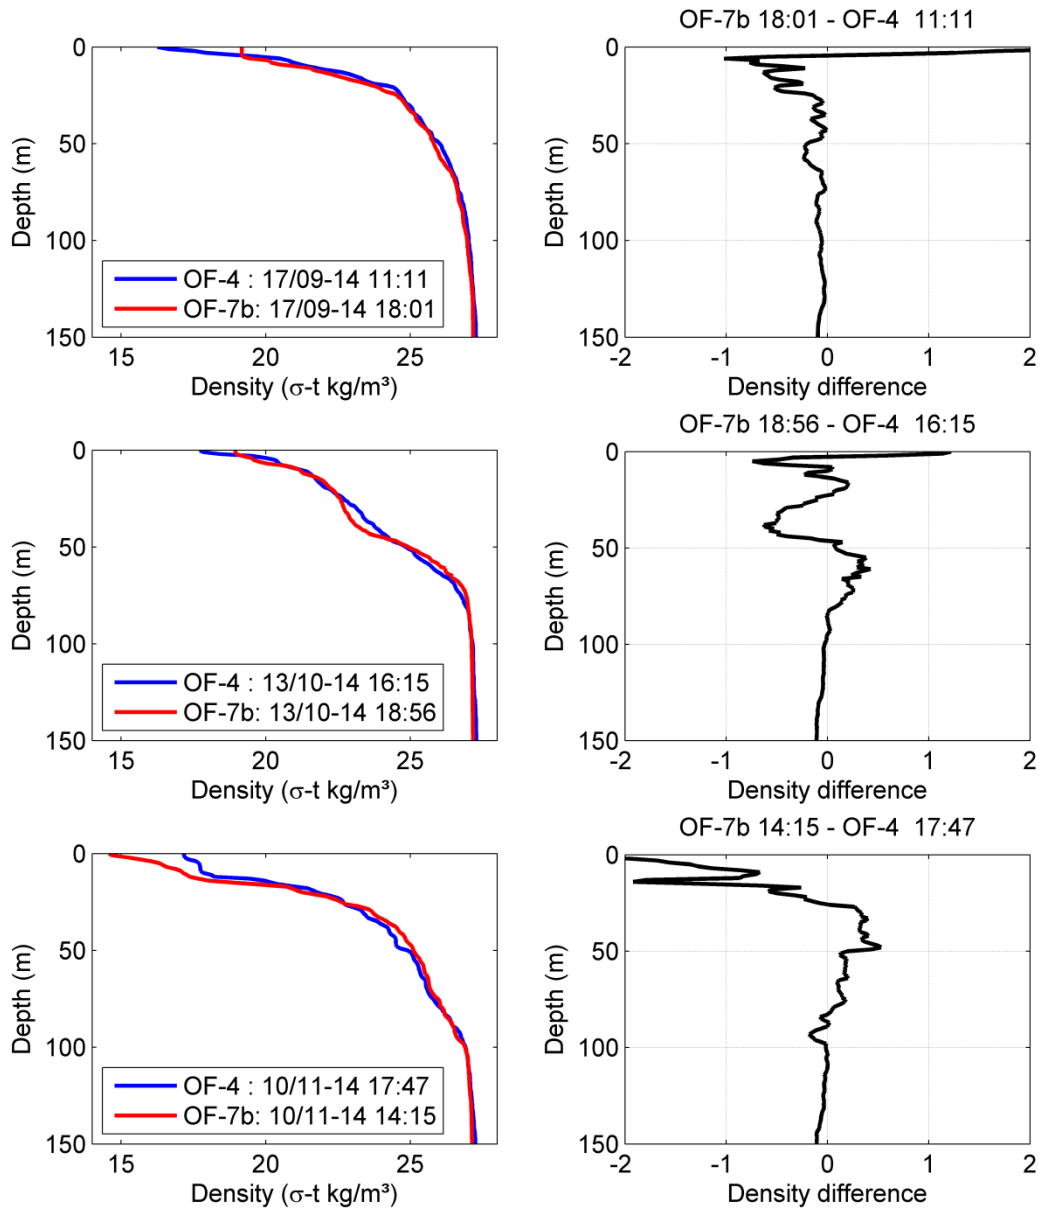 OF-7b 18:01 - OF-4  11:11
0
50
100
150
Depth (m)
15
20
25
Density (σ-t kg/m³)
OF-4 : 17/09-14 11:11
OF-7b: 17/09-14 18:01
0
50
100
150
Depth (m)
-2
-1
0
1
2
Density difference
OF-7b 18:56 - OF-4  16:15
0
50
100
150
Depth (m)
15
20
25
Density (σ-t kg/m³)
OF-4 : 13/10-14 16:15
OF-7b: 13/10-14 18:56
0
50
100
150
Depth (m)
-2
-1
0
1
2
Density difference
OF-7b 14:15 - OF-4  17:47
0
50
100
150
Depth (m)
15
20
25
Density (σ-t kg/m³)
OF-4 : 10/11-14 17:47
OF-7b: 10/11-14 14:15
0
50
100
150
Depth (m)
-2
-1
0
1
2
Density difference